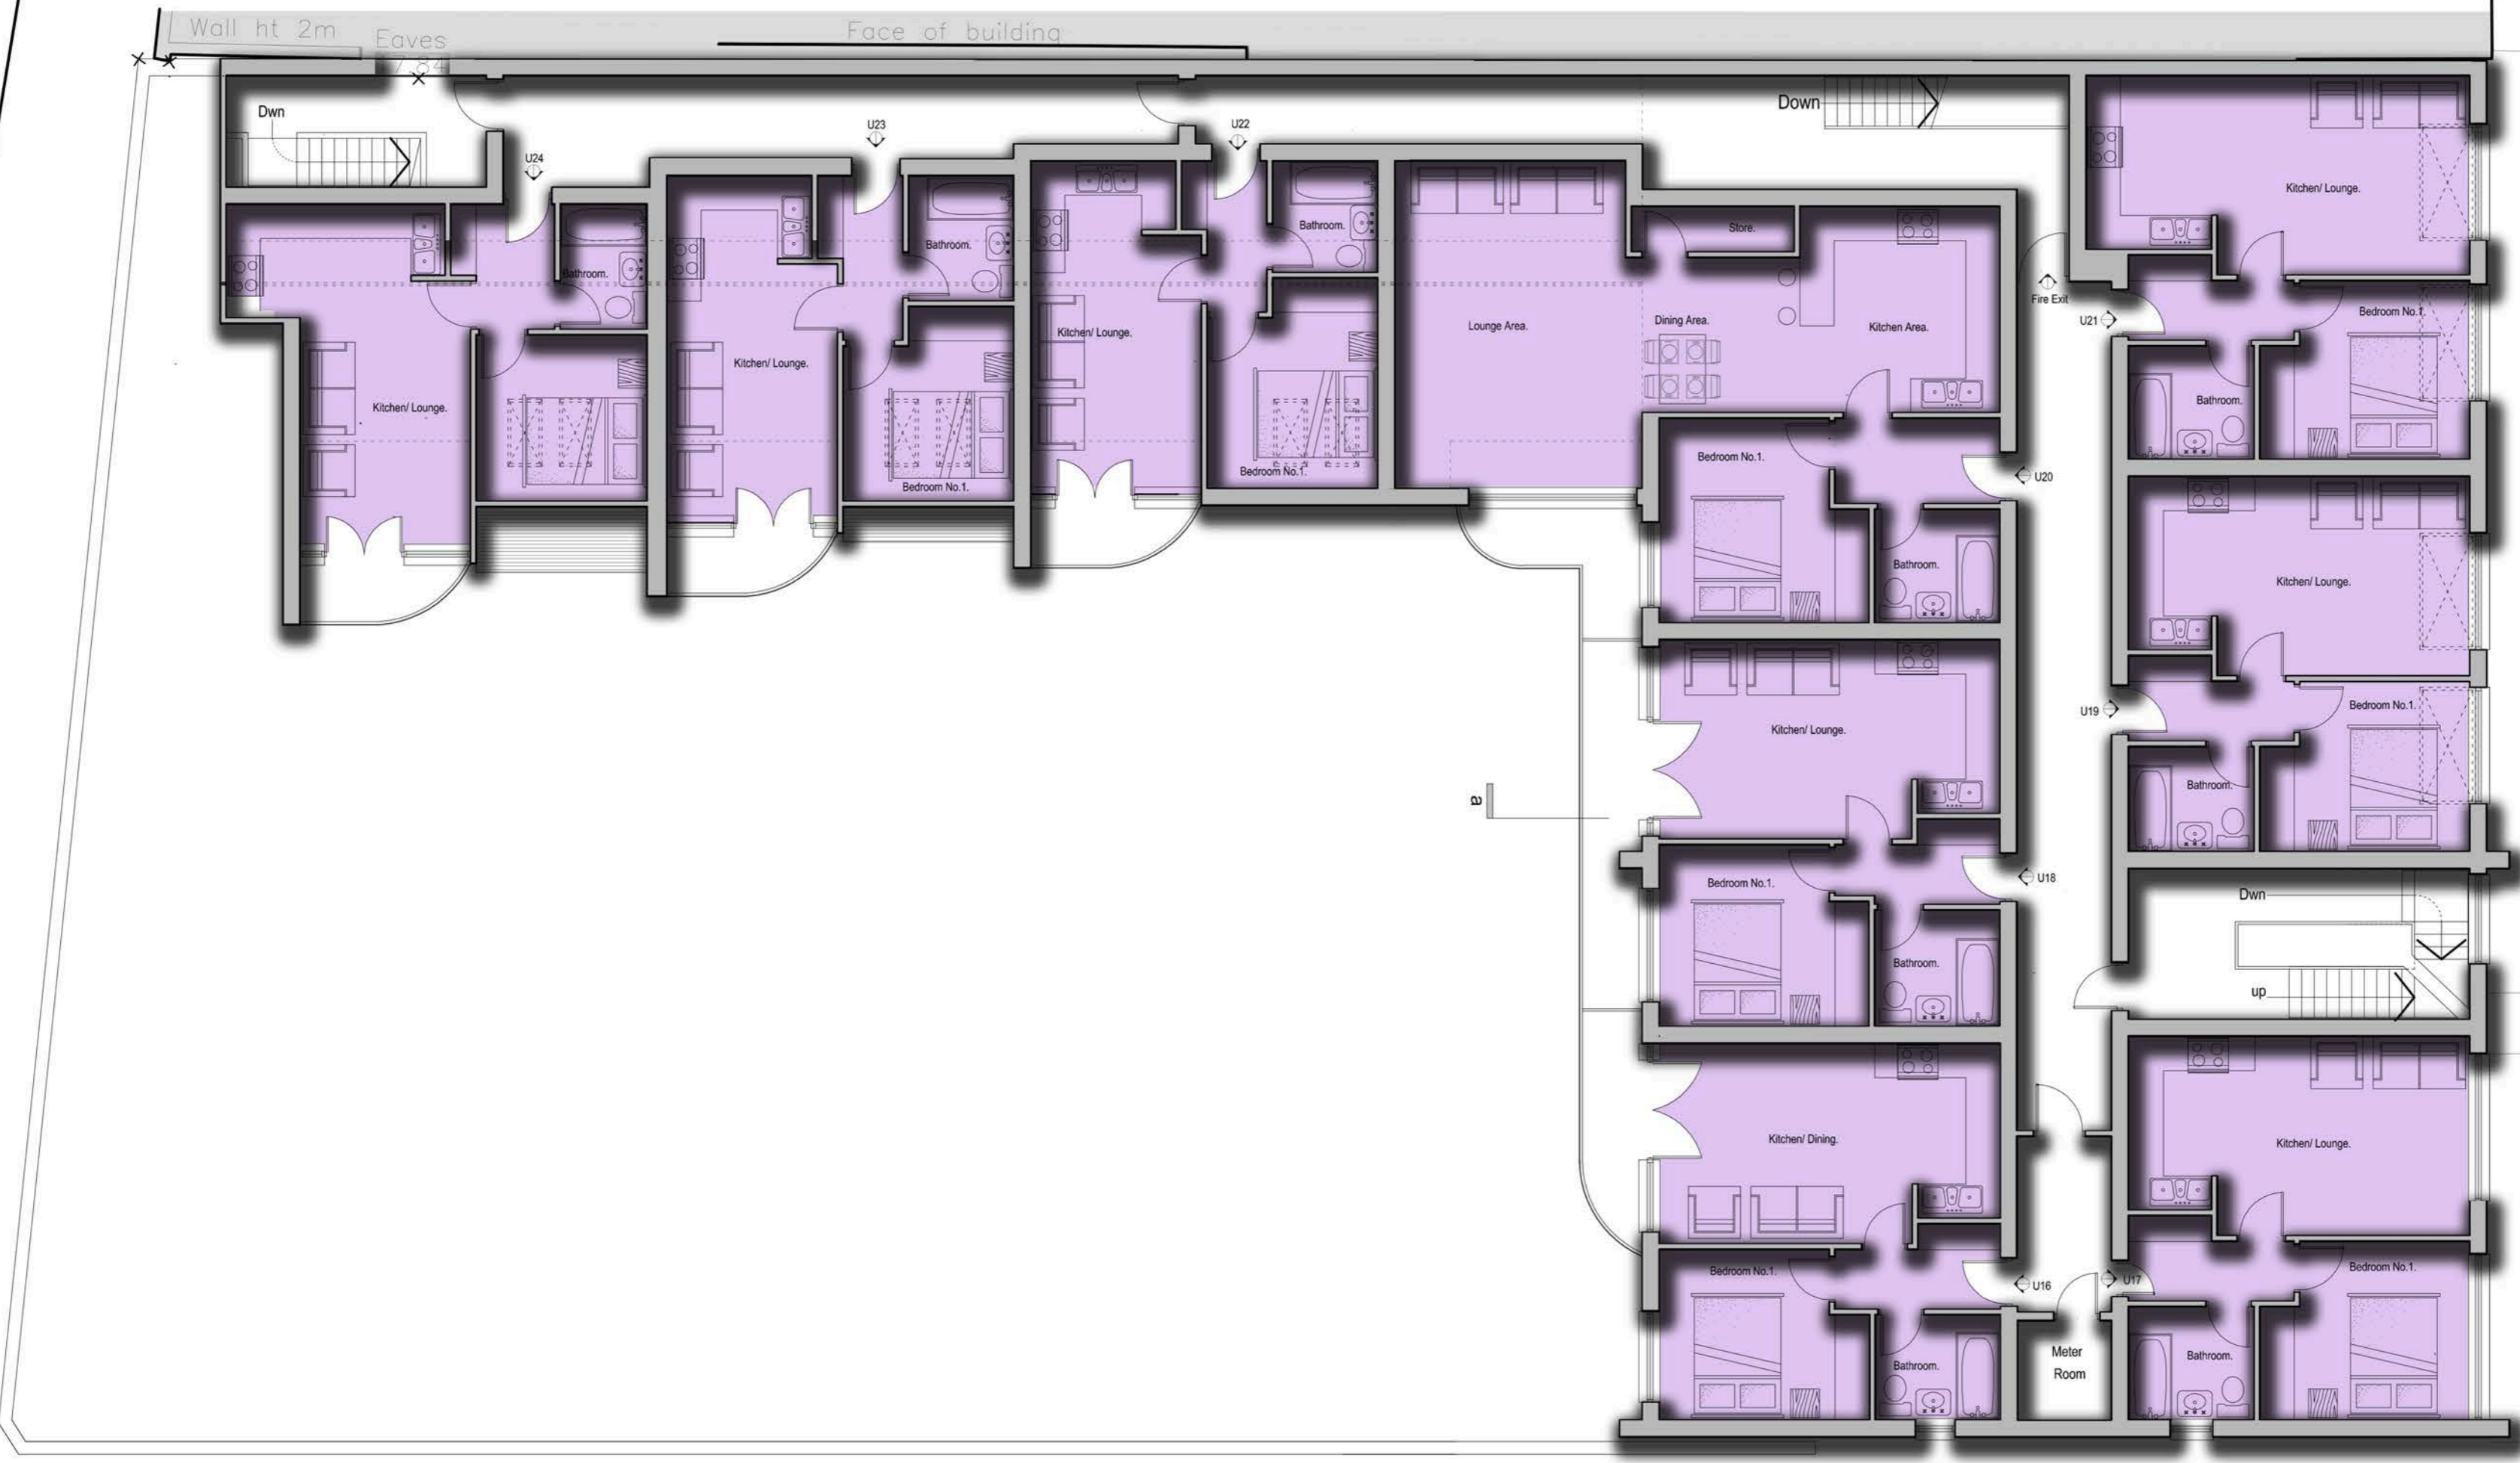 Wall ht 2m
Eaves
7.84
Face of building
Dwn
U24
U23
U22
Down
Kitchen/ Lounge.
Bathroom.
Kitchen/ Lounge.
Bathroom.
Bedroom No.1.
Kitchen/ Lounge.
Bathroom.
Bedroom No.1.
Lounge Area.
Dining Area.
Store.
Kitchen Area.
Fire Exit
U21
Kitchen/ Lounge.
Bedroom No.1.
Bathroom.
Bedroom No.1.
U20
Bathroom.
Kitchen/ Lounge.
U19
Bedroom No.1.
Bathroom.
Kitchen/ Lounge.
a
Bedroom No.1.
U18
Bathroom.
Dwn
up
Kitchen/ Dining.
Kitchen/ Lounge.
Bedroom No.1.
U16
U17
Bedroom No.1.
Bathroom.
Meter
Room
Bathroom.